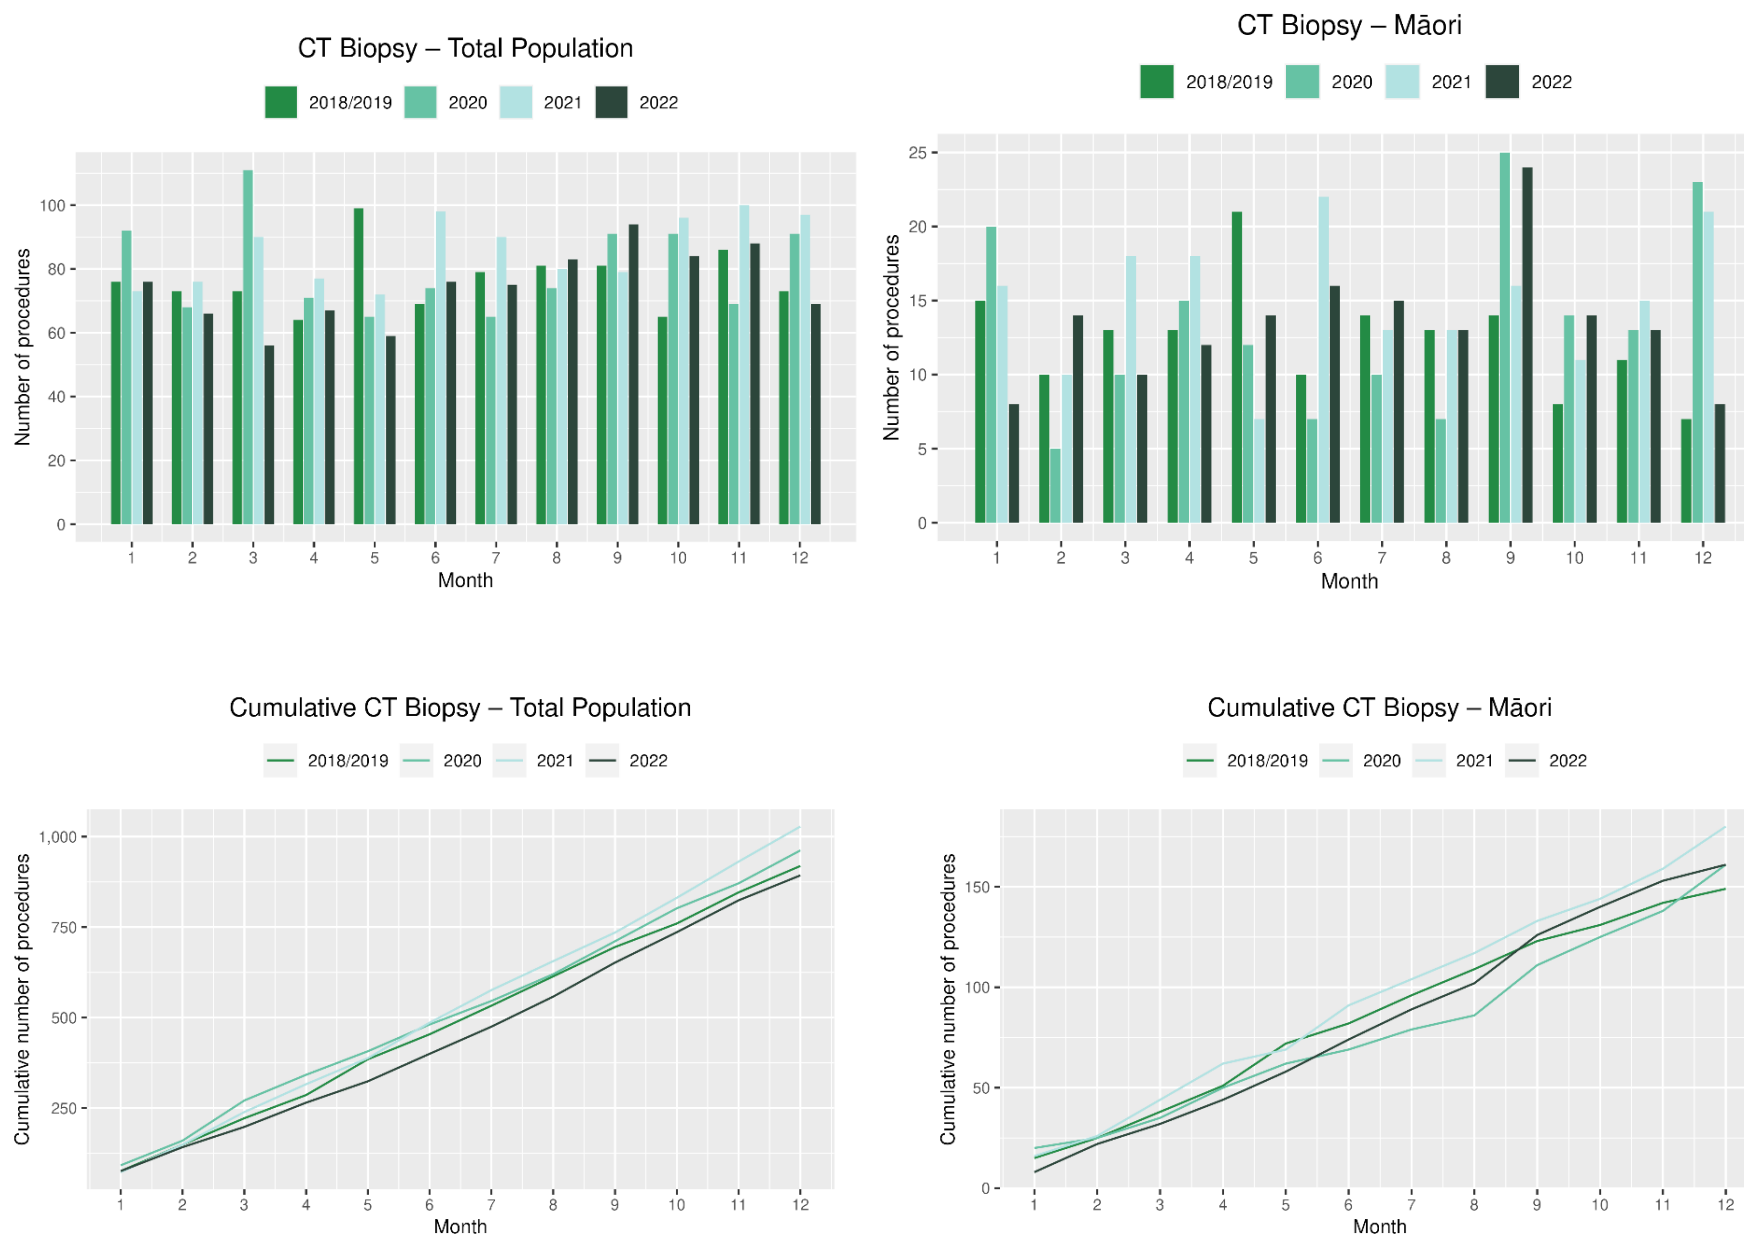 CT Biopsy – Total Population
2018/2019 2020 2021 2022
Number of procedures
100
80
60
40
20
0
1 2 3 4 5 6 7 8 9 10 11 12
Month
CT Biopsy – Māori
2018/2019 2020 2021 2022
Number of procedures
25
20
15
10
5
0
1 2 3 4 5 6 7 8 9 10 11 12
Month
Cumulative CT Biopsy – Total Population
2018/2019 2020 2021 2022
Cumulative number of procedures
1,000
750
500
250
1 2 3 4 5 6 7 8 9 10 11 12
Month
Cumulative CT Biopsy – Māori
2018/2019 2020 2021 2022
Cumulative number of procedures
150
100
50
0
1 2 3 4 5 6 7 8 9 10 11 12
Month